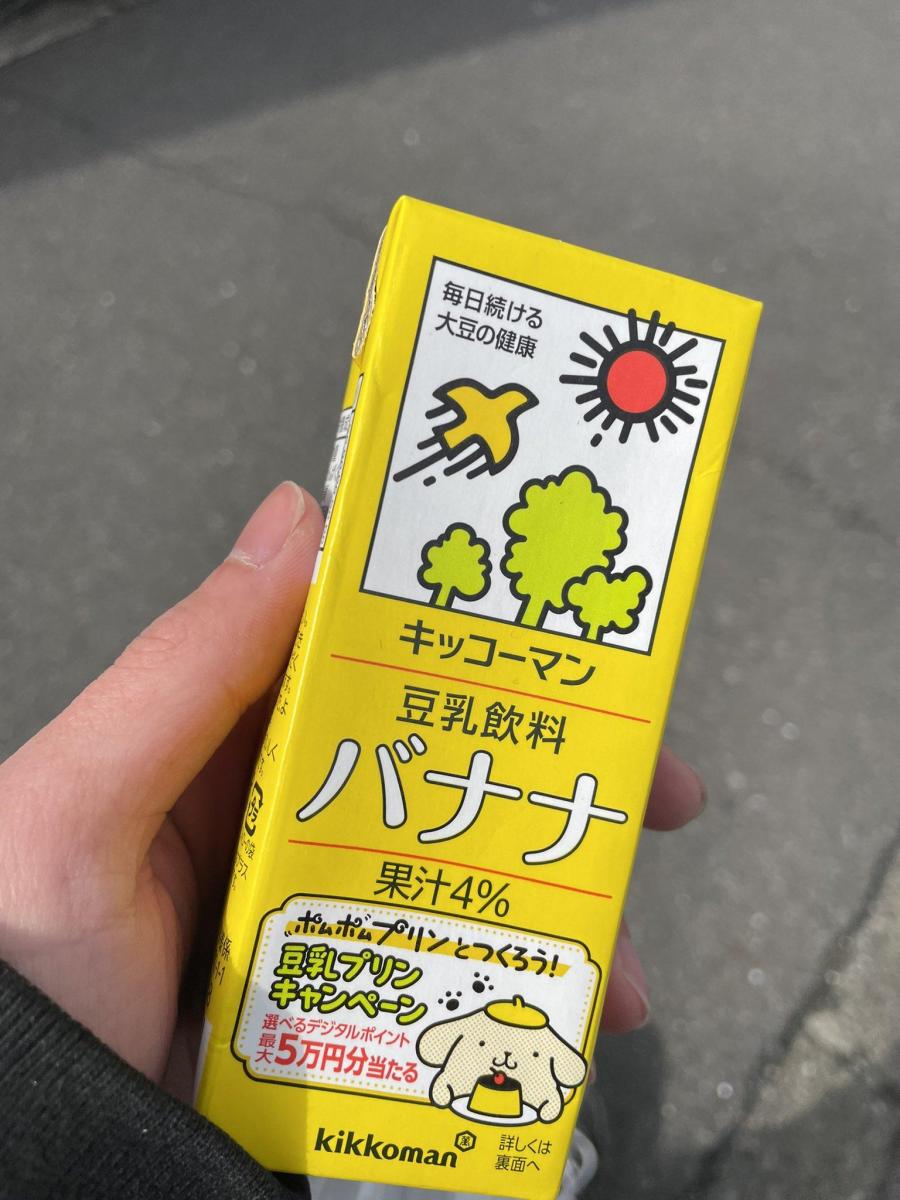 毎日続ける
大豆の健康
キッコーマン
豆乳飲料
バナナ
果汁4%
ポムポムプリンとつくろう!
豆乳プリン
キャンペーン
選べるデジタルポイント
最大5万円分当たる
kikkoman
詳しくは
裏面へ